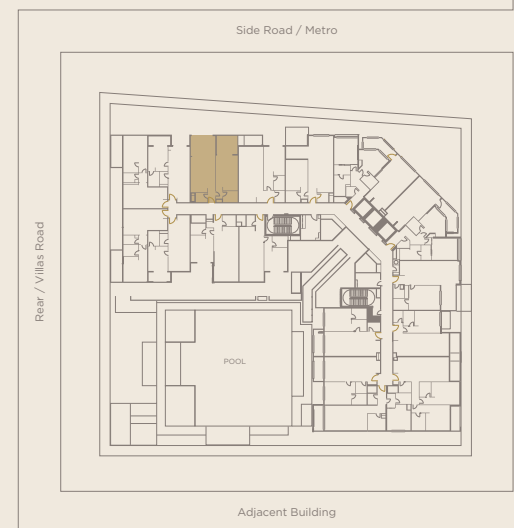 Side Road / Metro
Rear / Villas Road
POOL
Adjacent Building